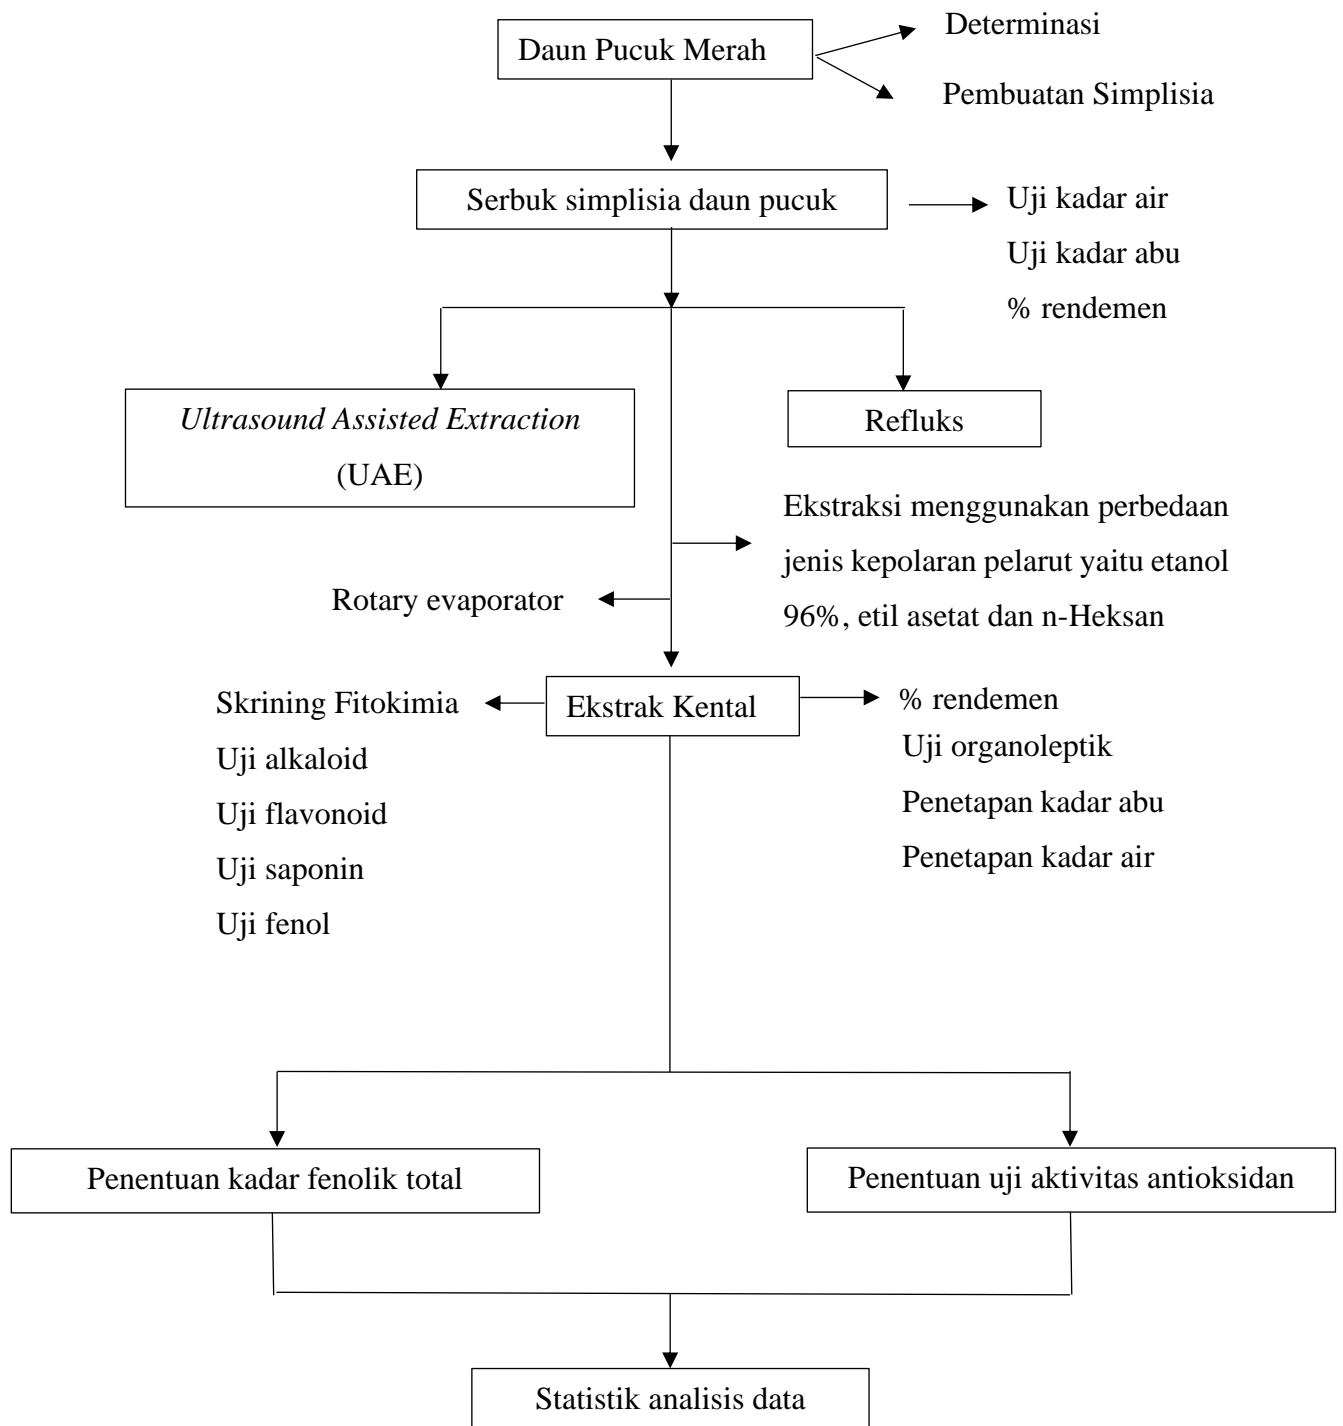 Daun Pucuk Merah
Determinasi
Pembuatan Simplisia
Serbuk simplisia daun pucuk
Uji kadar air
Uji kadar abu
% rendemen
Ultrasound Assisted Extraction
(UAE)
Refluks
Ekstraksi menggunakan perbedaan
jenis kepolaran pelarut yaitu etanol
96%, etil asetat dan n-Heksan
Rotary evaporator
Ekstrak Kental
Skrining Fitokimia
Uji alkaloid
Uji flavonoid
Uji saponin
Uji fenol
% rendemen
Uji organoleptik
Penetapan kadar abu
Penetapan kadar air
Penentuan kadar fenolik total
Penentuan uji aktivitas antioksidan
Statistik analisis data